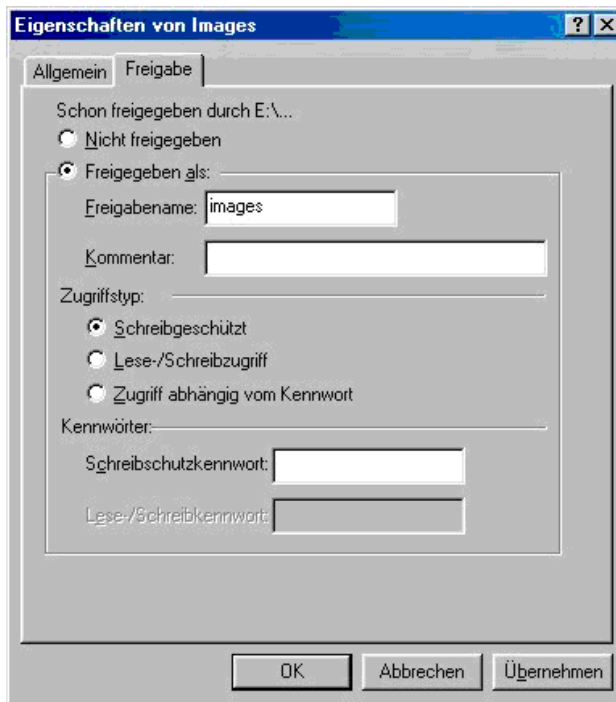 Eigenschaften von Images
Allgemein Freigabe
Schon freigegeben durch E:\...
Nicht freigegeben
Freigegeben als:
Freigabename: images
Kommentar:
Zugriffstyp:
Schreibgeschützt
Lese-/Schreibzugriff
Zugriff abhängig vom Kennwort
Kennwörter:
Schreibschutzkennwort:
Lese-/Schreibkennwort:
OK Abbrechen Übernehmen